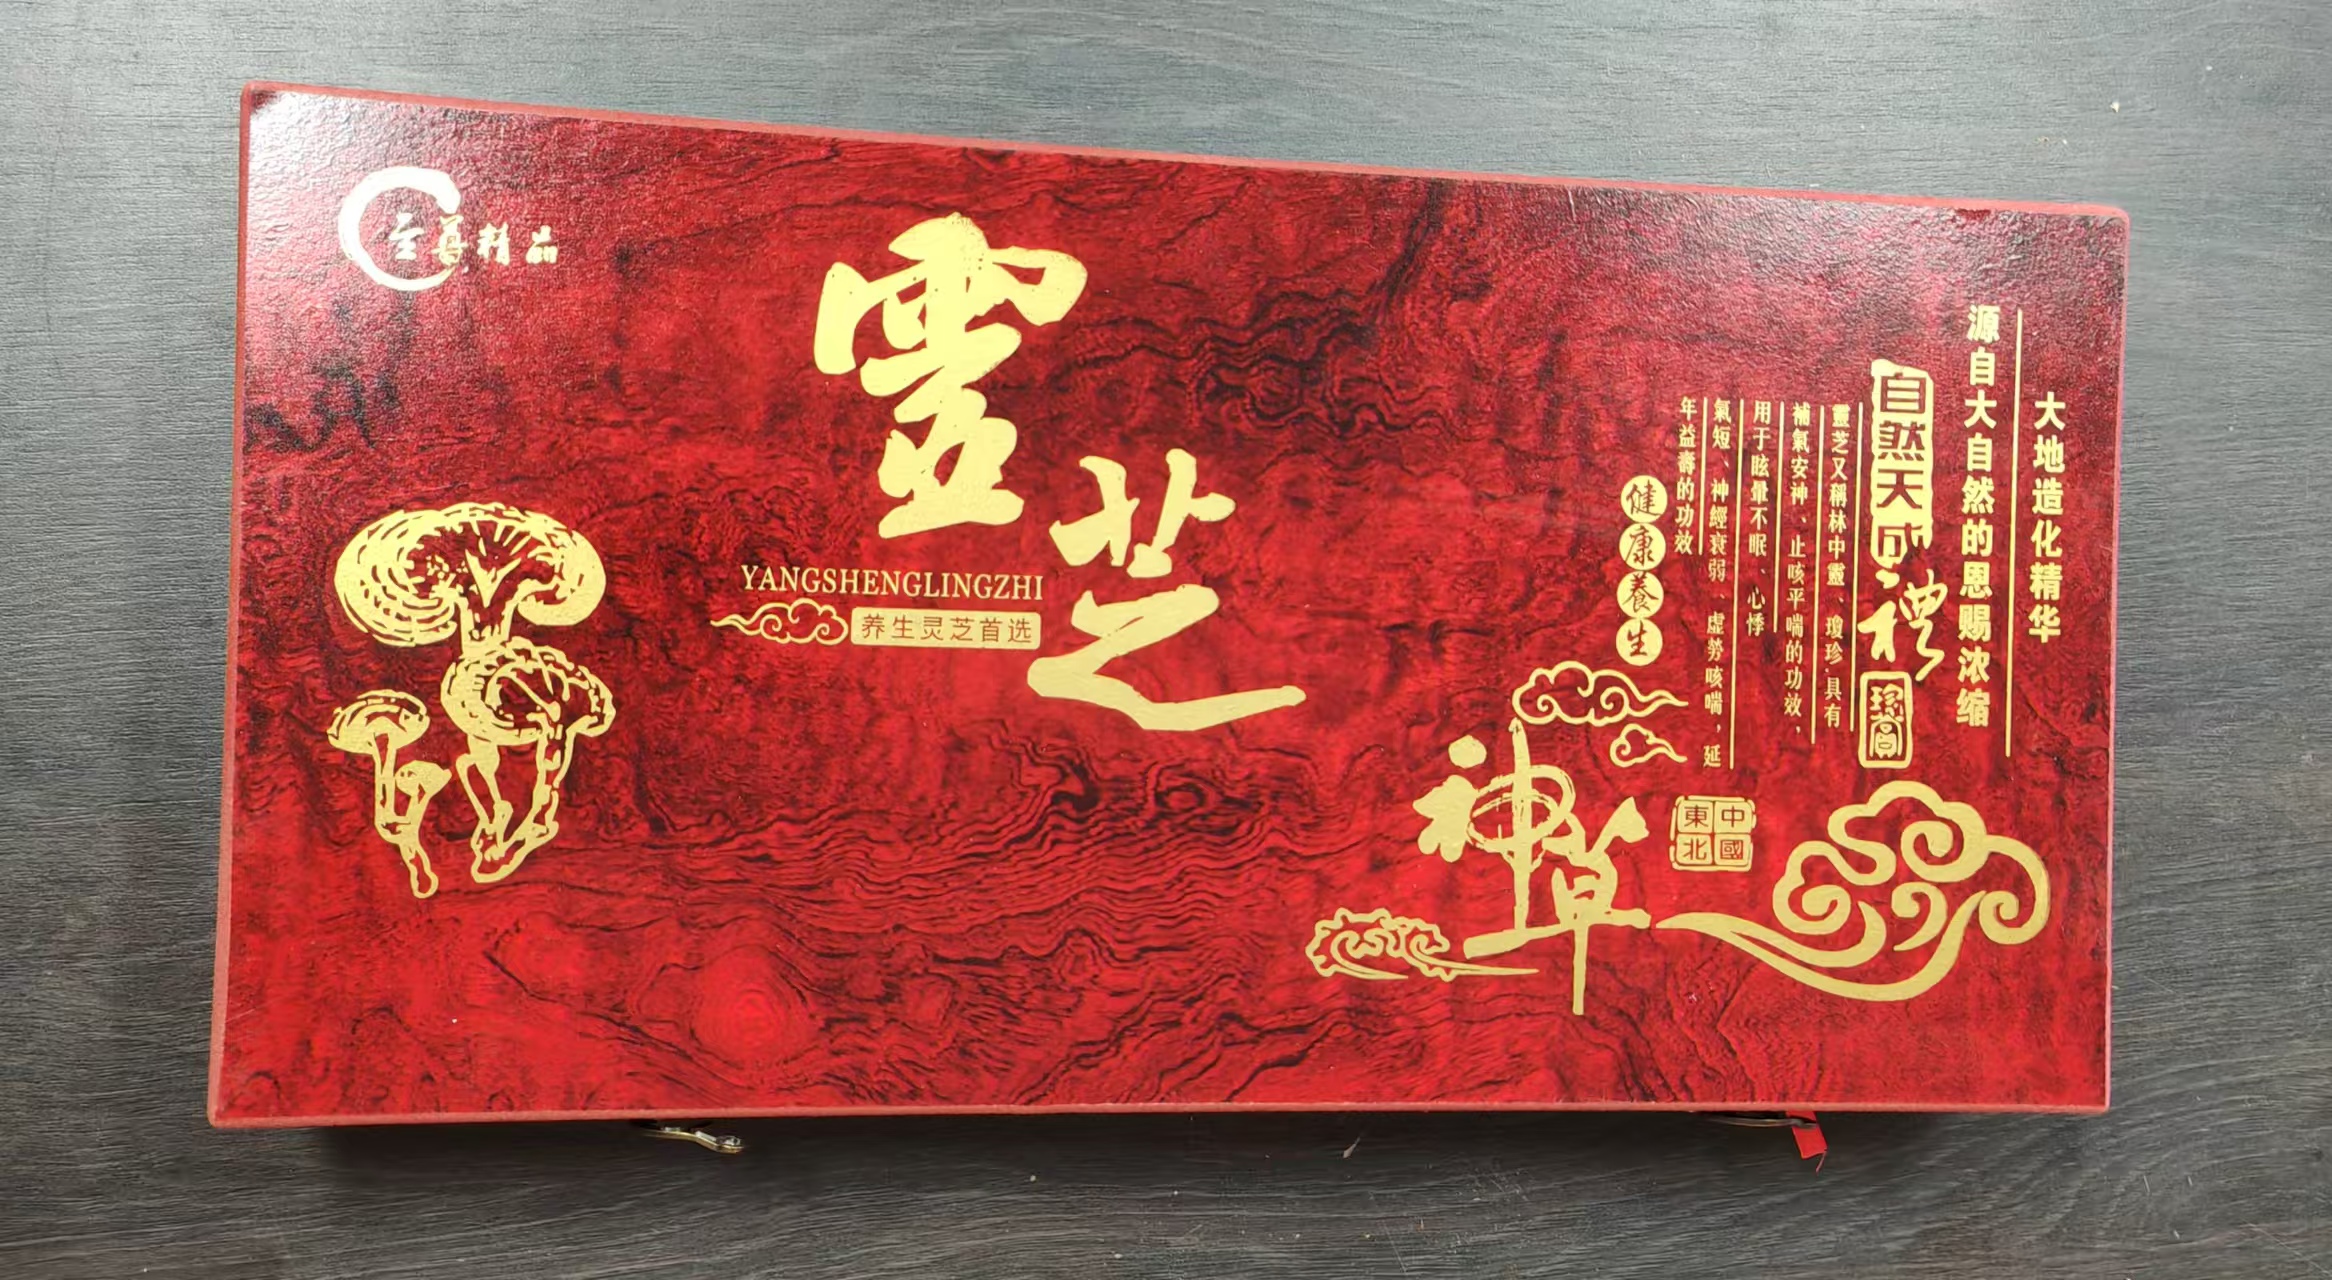 至尊精品
靈芝
YANGSHENGLINGZHI
养生灵芝首选
大地造化精华
源自大自然的恩赐浓缩
自然天成
禮
靈芝又稱林中靈、瓊珍,具有
補氣安神、止咳平喘的功效,
用于眩暈不眠、心悸
氣短、神經衰弱、虛勞咳喘,延
年益壽的功效
健康養生
神草
中國
東北